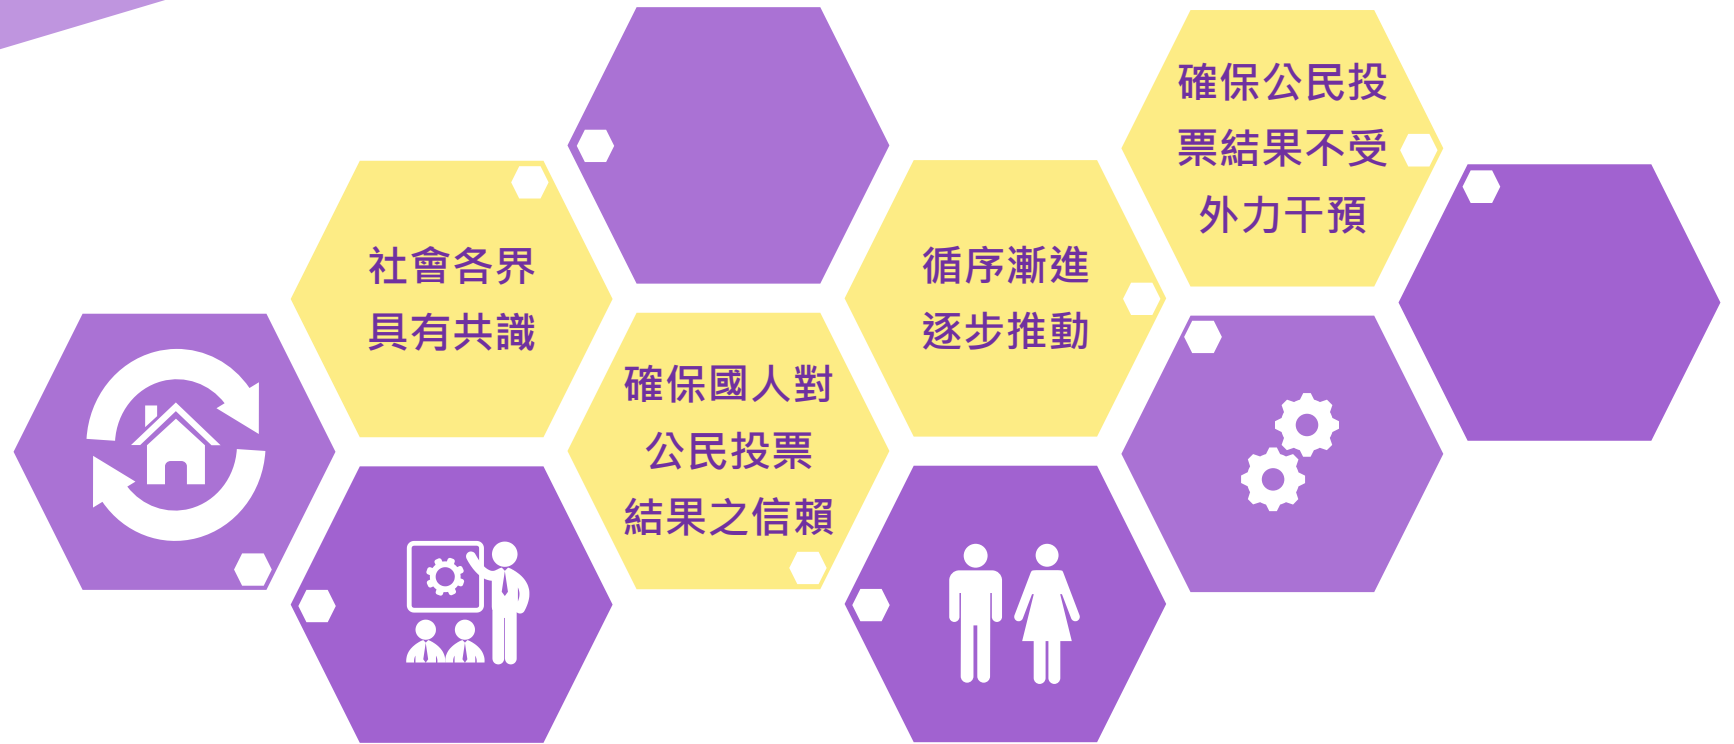 社會各界
具有共識
確保國人對
公民投票
結果之信賴
循序漸進
逐步推動
確保公民投
票結果不受
外力干預